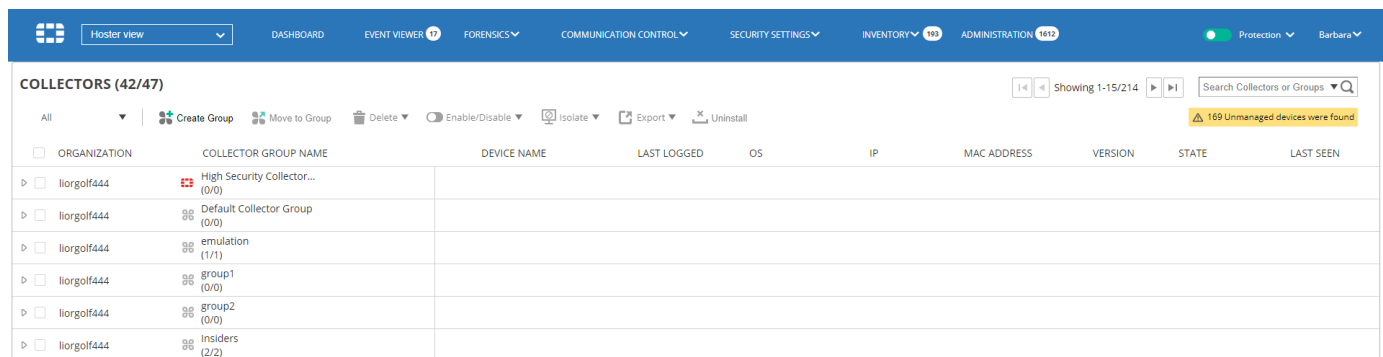 Hoster view DASHBOARD EVENT VIEWER 17 FORENSICS COMMUNICATION CONTROL SECURITY SETTINGS INVENTORY 193 ADMINISTRATION 1612 Protection Barbara
COLLECTORS (42/47) Showing 1-15/214 Search Collectors or Groups
All Create Group Move to Group Delete Enable/Disable Isolate Export Uninstall 169 Unmanaged devices were found
ORGANIZATION COLLECTOR GROUP NAME DEVICE NAME LAST LOGGED OS IP MAC ADDRESS VERSION STATE LAST SEEN
liorgolf444 High Security Collector...
(0/0)
liorgolf444 Default Collector Group
(0/0)
liorgolf444 emulation
(1/1)
liorgolf444 group1
(0/0)
liorgolf444 group2
(0/0)
liorgolf444 Insiders
(2/2)